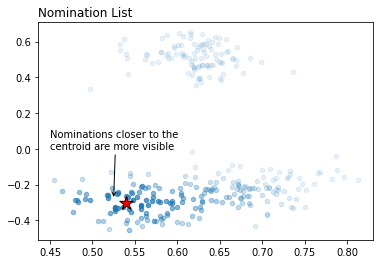 Nomination List
0.6
0.4
0.2
0.0
−0.2
−0.4
Nominations closer to the
centroid are more visible
0.45 0.50 0.55 0.60 0.65 0.70 0.75 0.80